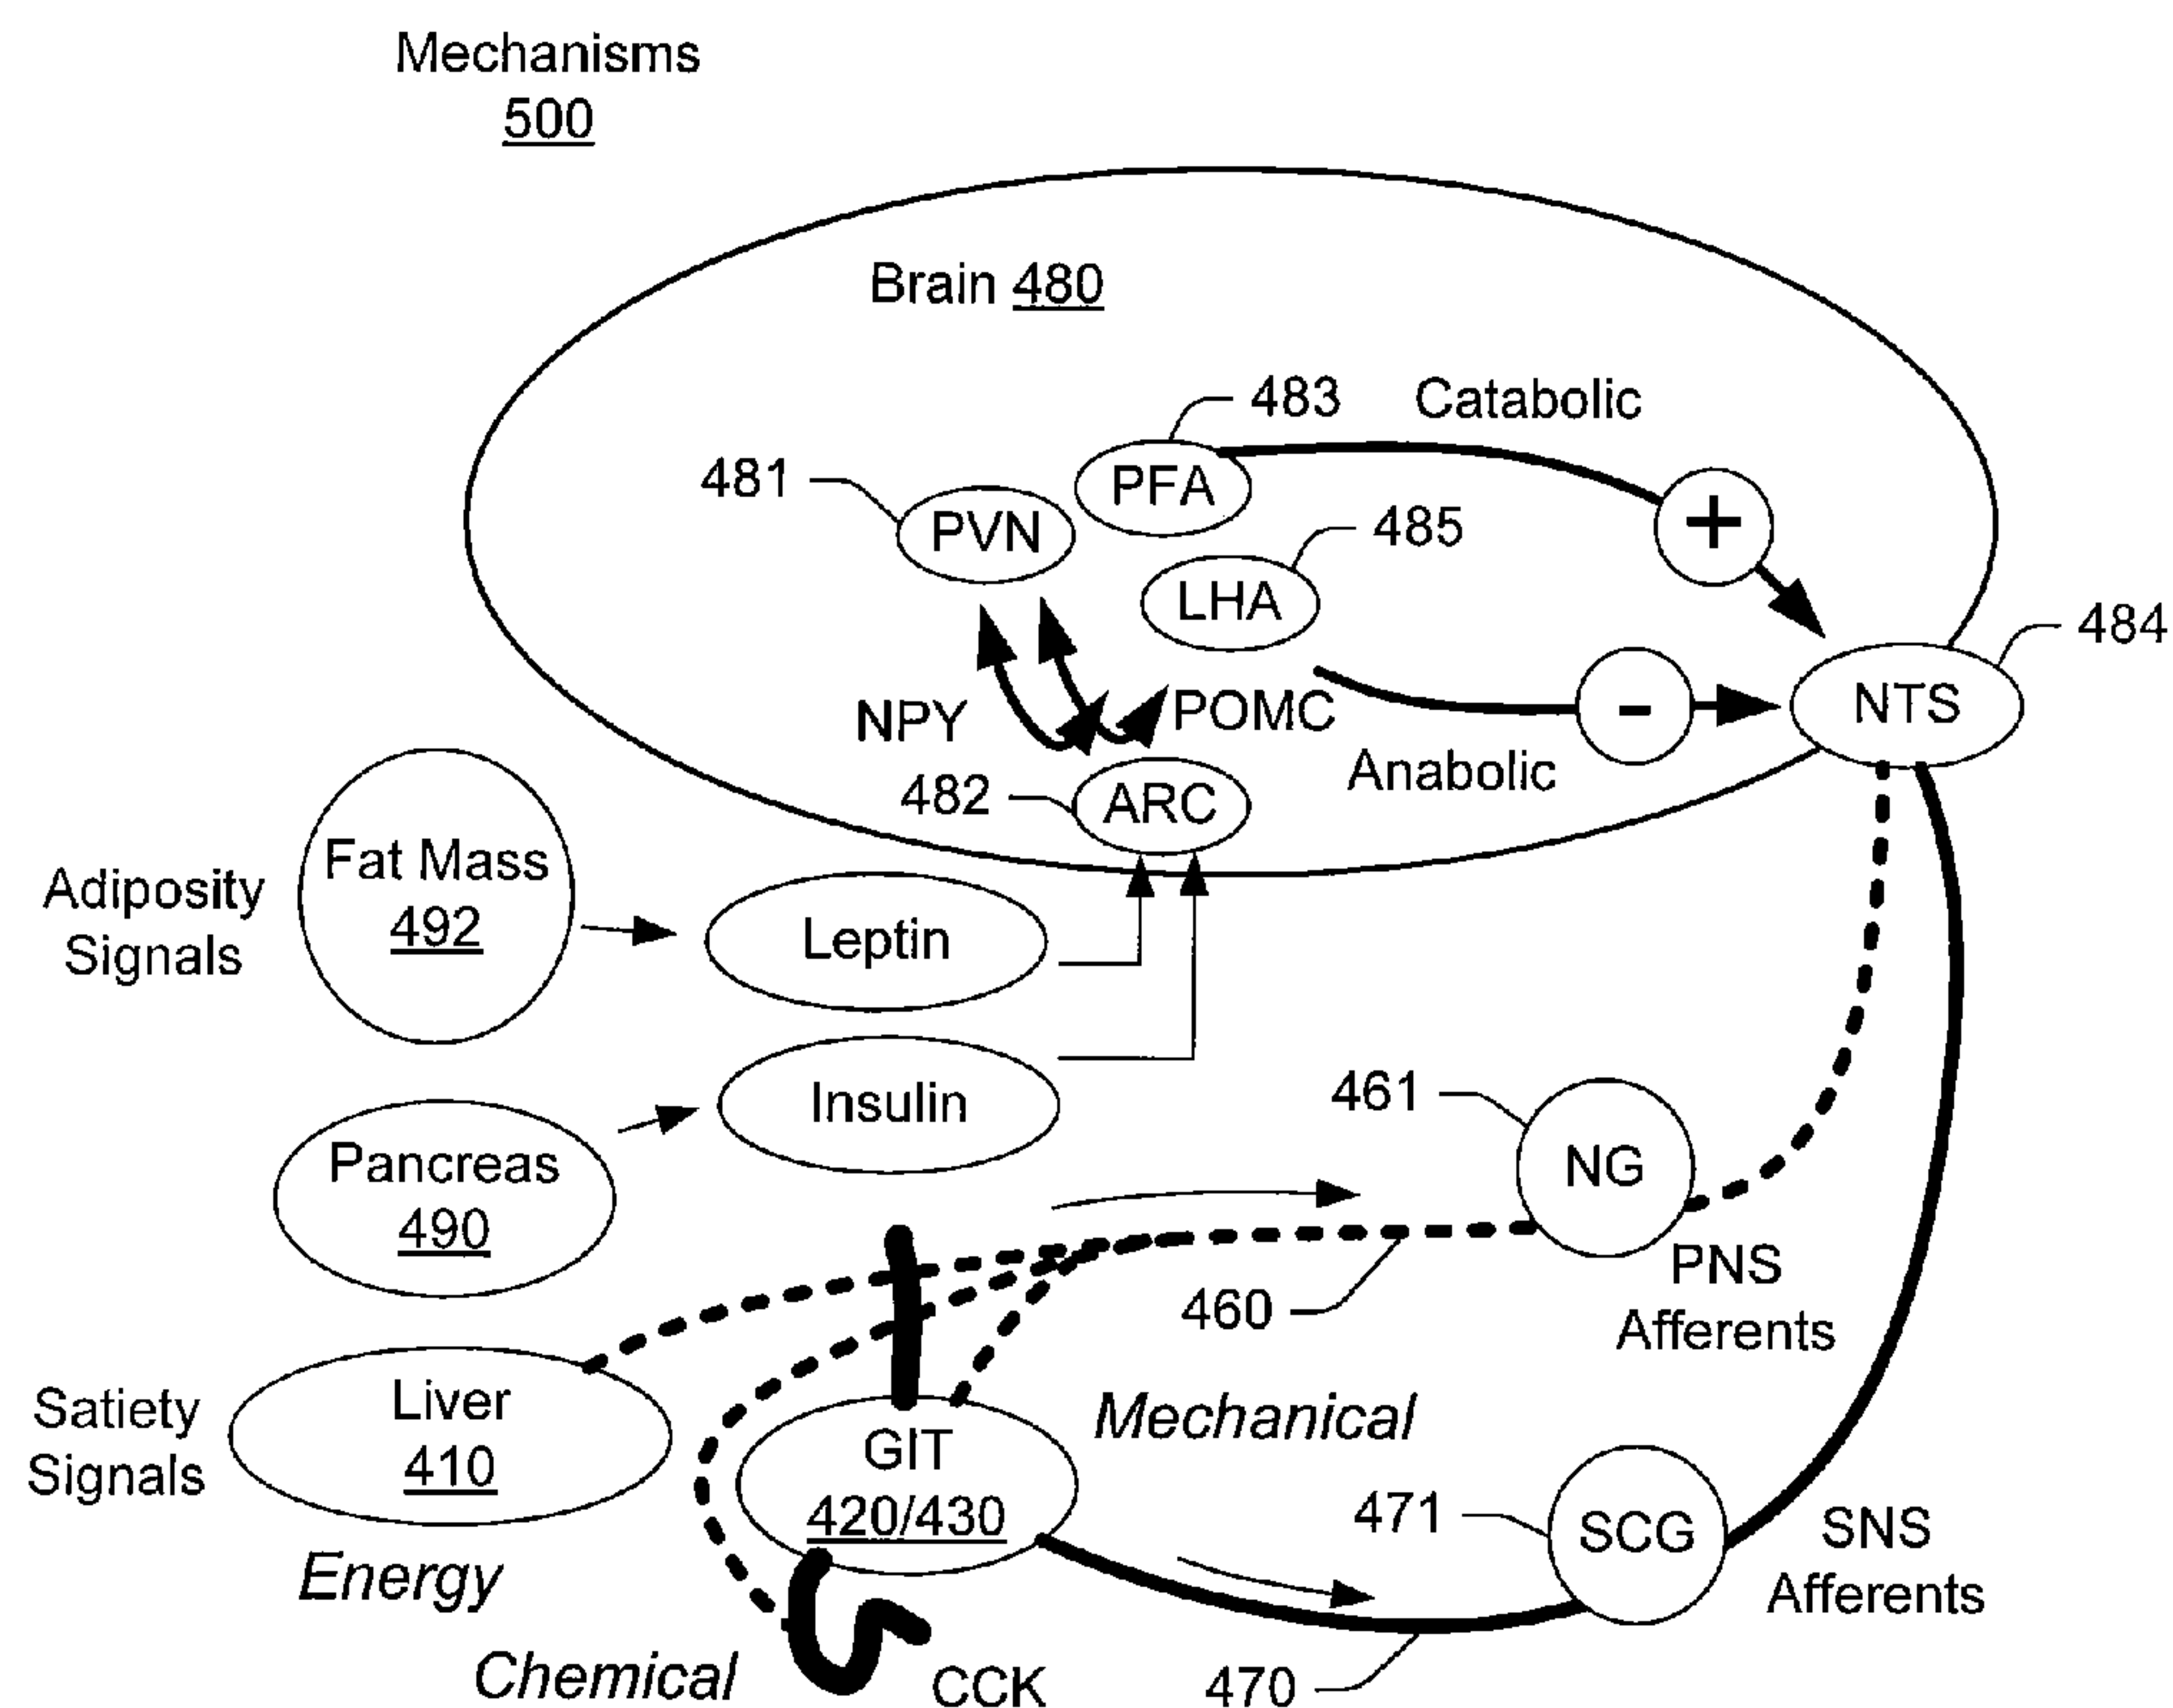 Mechanisms
500
Brain 480
483
Catabolic
481
PFA
PVN
485
+
LHA
484
NTS
NPY
POMC
-
Anabolic
482
ARC
Fat Mass
492
Adiposity
Signals
Leptin
Insulin
461
NG
Pancreas
490
PNS
Afferents
460
Satiety
Signals
Liver
410
Mechanical
GIT
420/430
471
SCG
SNS
Afferents
Energy
Chemical
CCK
470